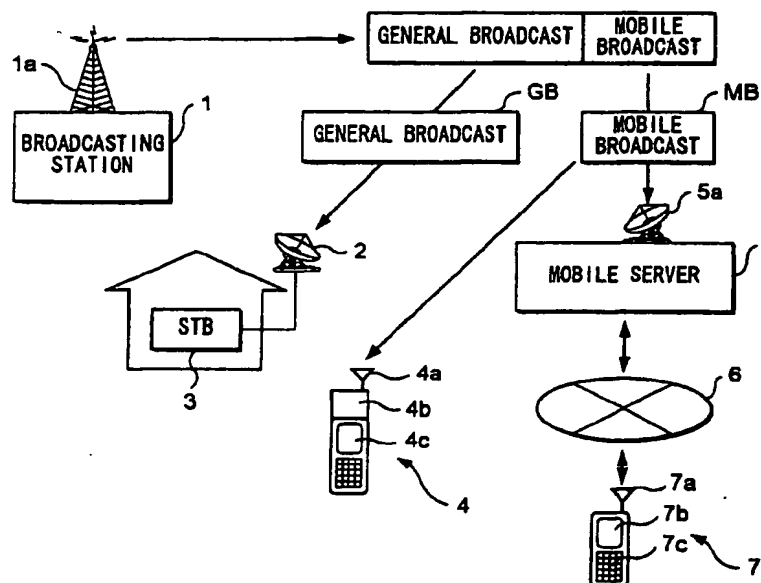 1a
1
BROADCASTING
STATION
GENERAL BROADCAST
MOBILE
BROADCAST
GB
GENERAL BROADCAST
MB
MOBILE
BROADCAST
5a
2
STB
3
MOBILE SERVER
4a
4b
4c
4
6
7a
7b
7c
7